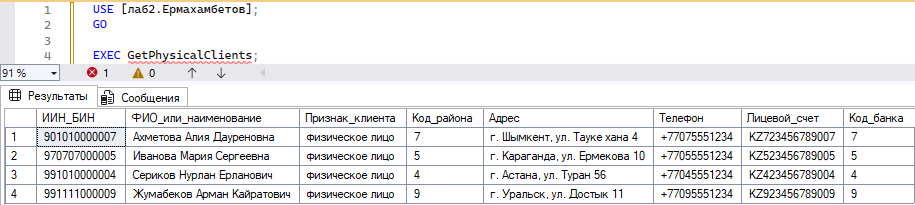 1 USE [лаб2.Ермахамбетов];
2 GO
3
4 EXEC GetPhysicalClients;
91 % 1 0
Результаты Сообщения
ИИН_БИН ФИО_или_наименование Признак_клиента Код_района Адрес Телефон Лицевой_счет Код_банка
1 901010000007 Ахметова Алия Дауреновна физическое лицо 7 г. Шымкент, ул. Тауке хана 4 +77075551234 KZ723456789007 7
2 970707000005 Иванова Мария Сергеевна физическое лицо 5 г. Караганда, ул. Ермекова 10 +77055551234 KZ523456789005 5
3 991010000004 Сериков Нурлан Ерланович физическое лицо 4 г. Астана, ул. Туран 56 +77045551234 KZ423456789004 4
4 991111000009 Жумабеков Арман Кайратович физическое лицо 9 г. Уральск, ул. Достык 11 +77095551234 KZ923456789009 9